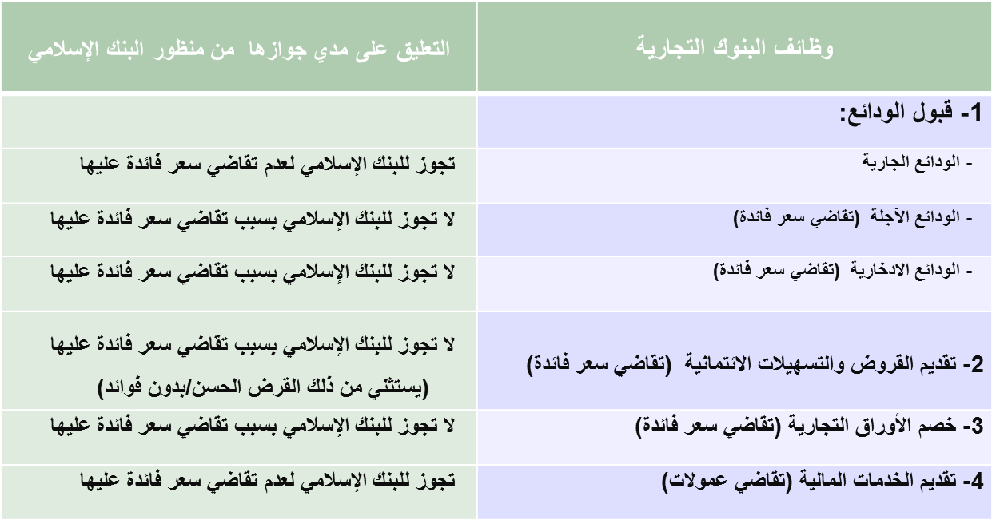 وظائف البنوك التجارية
التعليق على مدي جوازها من منظور البنك الإسلامي
1- قبول الودائع:
- الودائع الجارية
تجوز للبنك الإسلامي لعدم تقاضي سعر فائدة عليها
- الودائع الآجلة (تقاضي سعر فائدة)
لا تجوز للبنك الإسلامي بسبب تقاضي سعر فائدة عليها
- الودائع الادخارية (تقاضي سعر فائدة)
لا تجوز للبنك الإسلامي بسبب تقاضي سعر فائدة عليها
2- تقديم القروض والتسهيلات الائتمانية (تقاضي سعر فائدة)
لا تجوز للبنك الإسلامي بسبب تقاضي سعر فائدة عليها
(يستثني من ذلك القرض الحسن/بدون فوائد)
3- خصم الأوراق التجارية (تقاضي سعر فائدة)
لا تجوز للبنك الإسلامي بسبب تقاضي سعر فائدة عليها
4- تقديم الخدمات المالية (تقاضي عمولات)
تجوز للبنك الإسلامي لعدم تقاضي سعر فائدة عليها